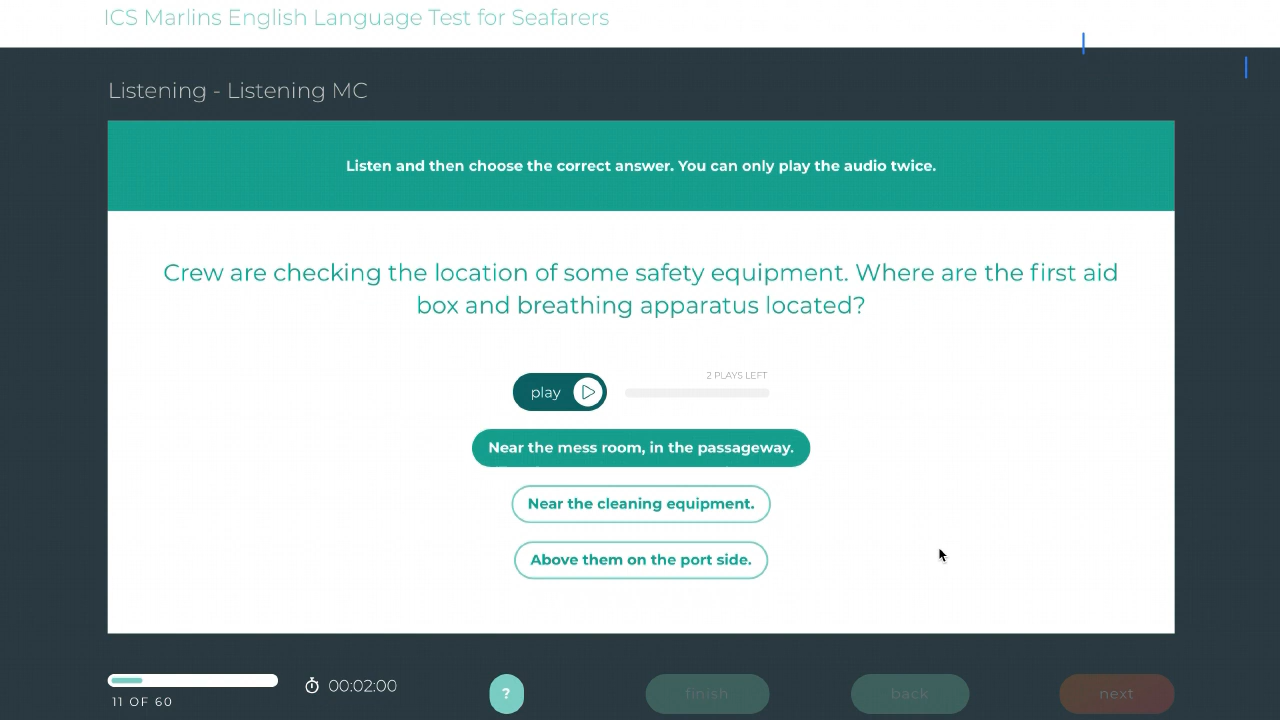 ICS Marlins English Language Test for Seafarers
Listening - Listening MC
Listen and then choose the correct answer. You can only play the audio twice.
Crew are checking the location of some safety equipment. Where are the first aid
box and breathing apparatus located?
2 PLAYS LEFT
play
Near the mess room, in the passageway.
Near the cleaning equipment.
Above them on the port side.
11 OF 60
00:02:00
?
finish
back
next